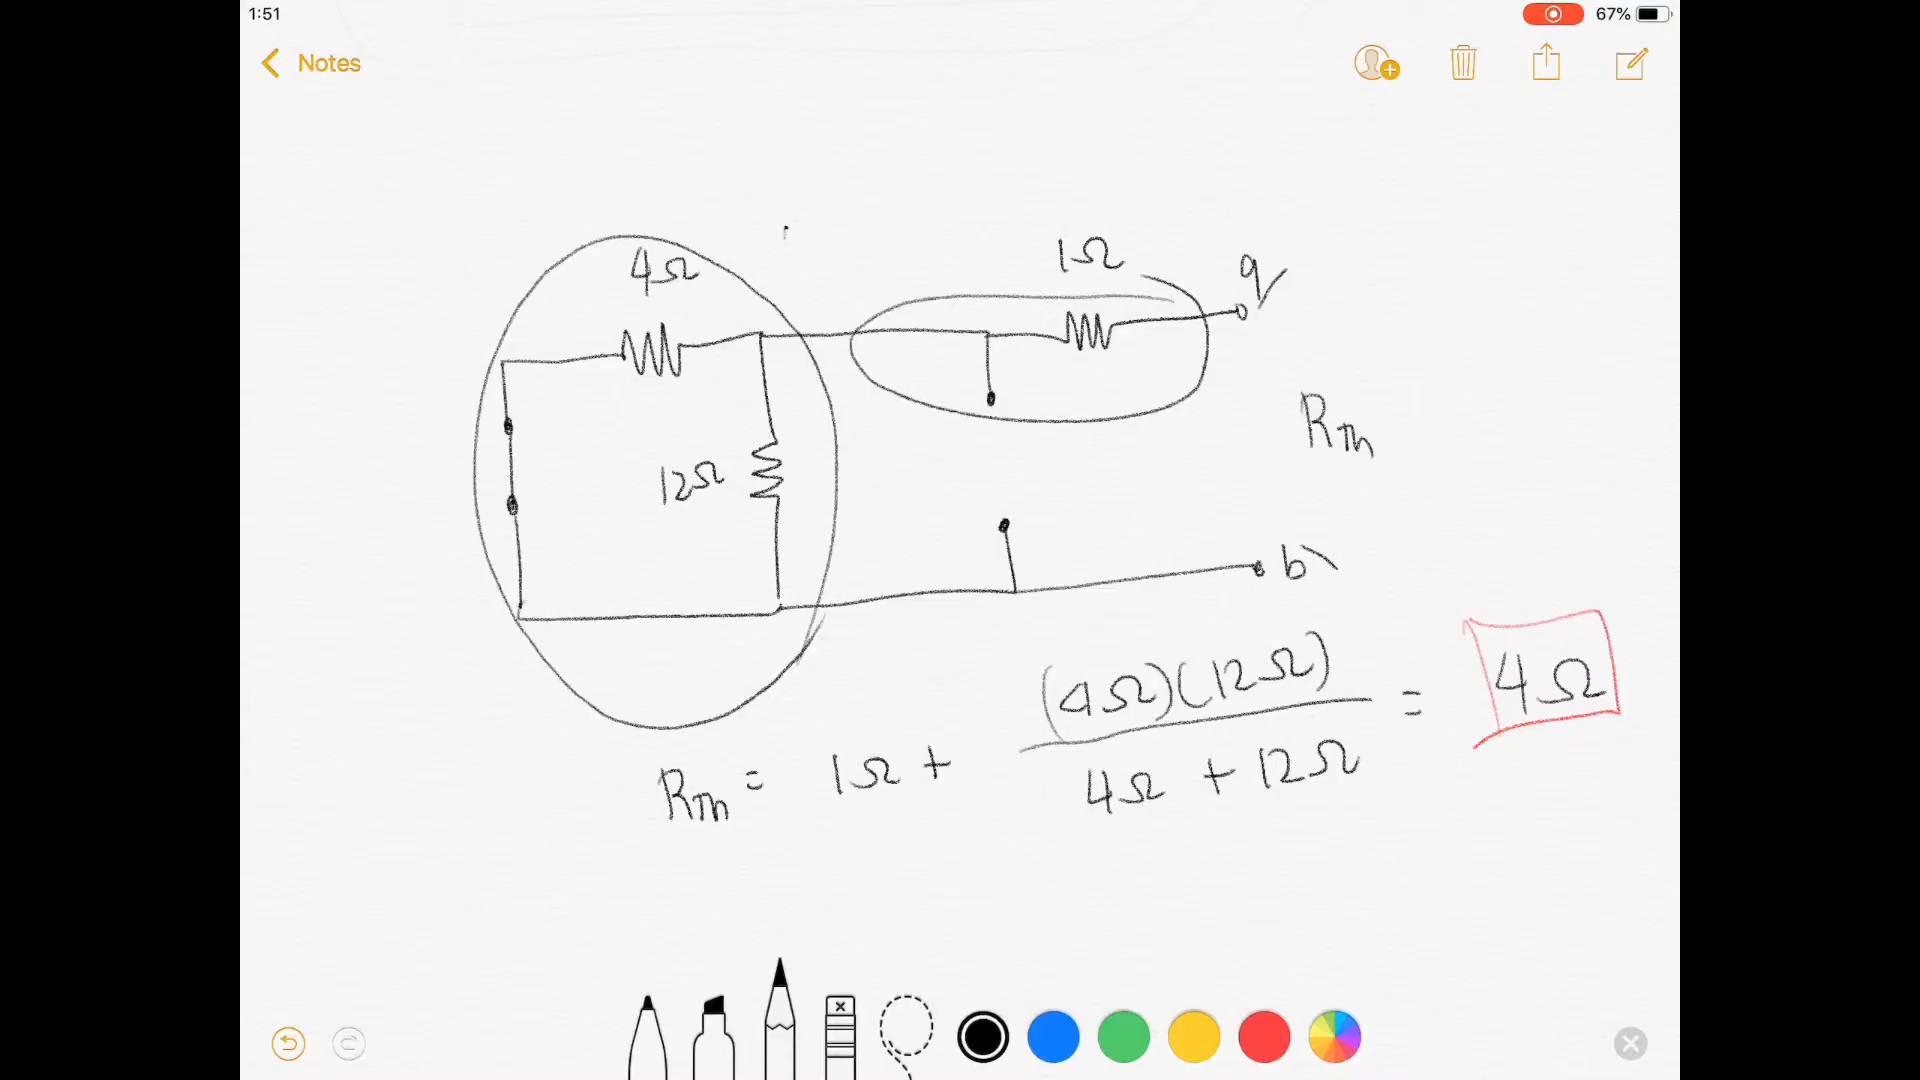 1:51
67%
Notes
4Ω
1Ω
a
12Ω
RTh
b
(4Ω)(12Ω)
= 4Ω
RTh = 1Ω +
4Ω + 12Ω